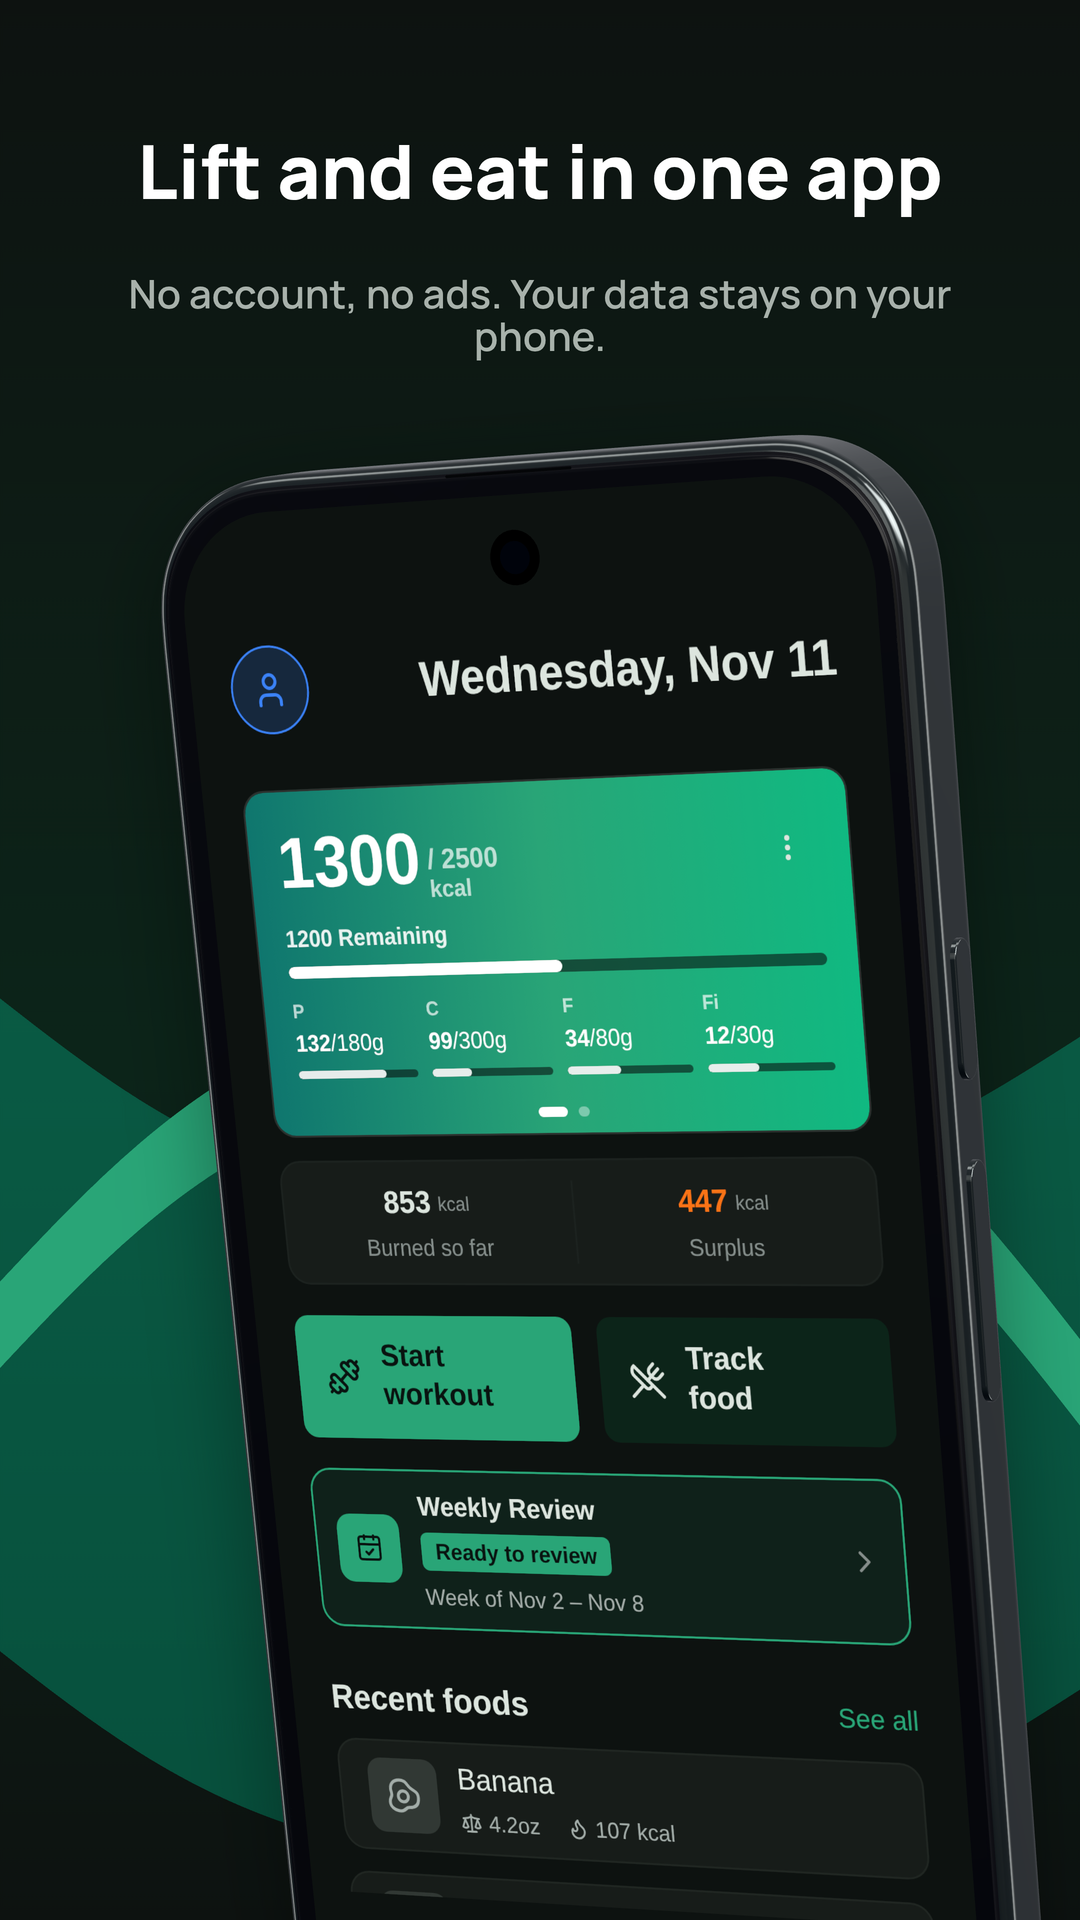 Lift and eat in one app
No account, no ads. Your data stays on your
phone.
Wednesday, Nov 11
1300 / 2500
kcal
1200 Remaining
P C F Fi
132/180g 99/300g 34/80g 12/30g
853 kcal 447 kcal
Burned so far Surplus
Start
workout
Track
food
Weekly Review
Ready to review
Week of Nov 2 – Nov 8
Recent foods
See all
Banana
4.2oz 107 kcal